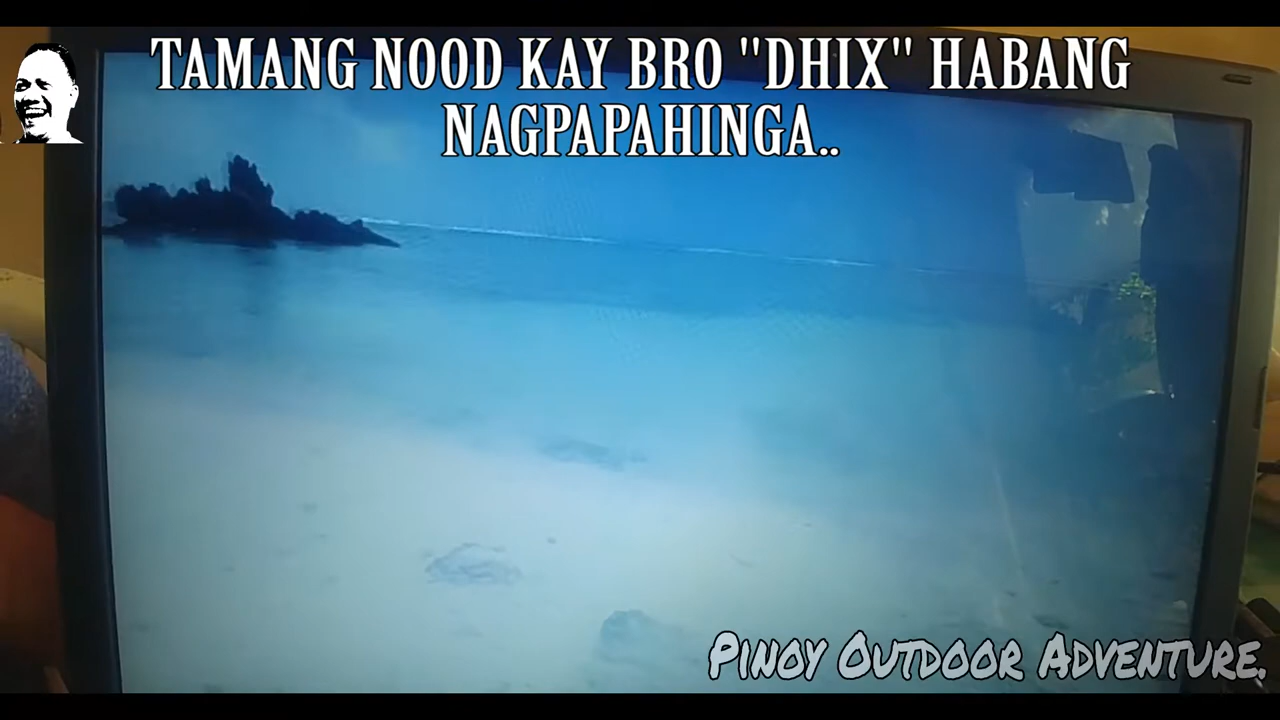 TAMANG NOOD KAY BRO "DHIX" HABANG
NAGPAPAHINGA..
PINOY OUTDOOR ADVENTURE.